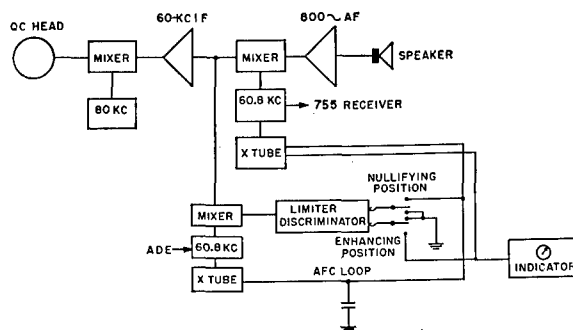 QC HEAD
60-KC IF
800~AF
MIXER
MIXER
SPEAKER
80 KC
60.8 KC
755 RECEIVER
X TUBE
NULLIFYING
POSITION
MIXER
LIMITER
DISCRIMINATOR
ADE
60.8 KC
ENHANCING
POSITION
X TUBE
AFC LOOP
INDICATOR